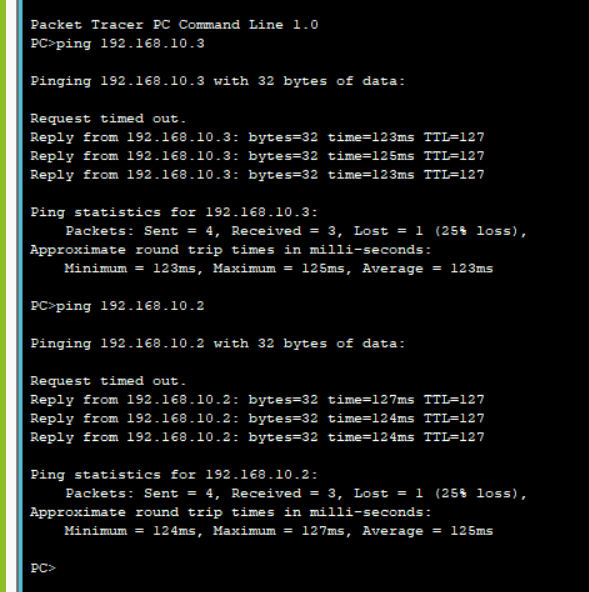 Packet Tracer PC Command Line 1.0
PC>ping 192.168.10.3
Pinging 192.168.10.3 with 32 bytes of data:
Request timed out.
Reply from 192.168.10.3: bytes=32 time=123ms TTL=127
Reply from 192.168.10.3: bytes=32 time=125ms TTL=127
Reply from 192.168.10.3: bytes=32 time=123ms TTL=127
Ping statistics for 192.168.10.3:
Packets: Sent = 4, Received = 3, Lost = 1 (25% loss),
Approximate round trip times in milli-seconds:
Minimum = 123ms, Maximum = 125ms, Average = 123ms
PC>ping 192.168.10.2
Pinging 192.168.10.2 with 32 bytes of data:
Request timed out.
Reply from 192.168.10.2: bytes=32 time=127ms TTL=127
Reply from 192.168.10.2: bytes=32 time=124ms TTL=127
Reply from 192.168.10.2: bytes=32 time=124ms TTL=127
Ping statistics for 192.168.10.2:
Packets: Sent = 4, Received = 3, Lost = 1 (25% loss),
Approximate round trip times in milli-seconds:
Minimum = 124ms, Maximum = 127ms, Average = 125ms
PC>